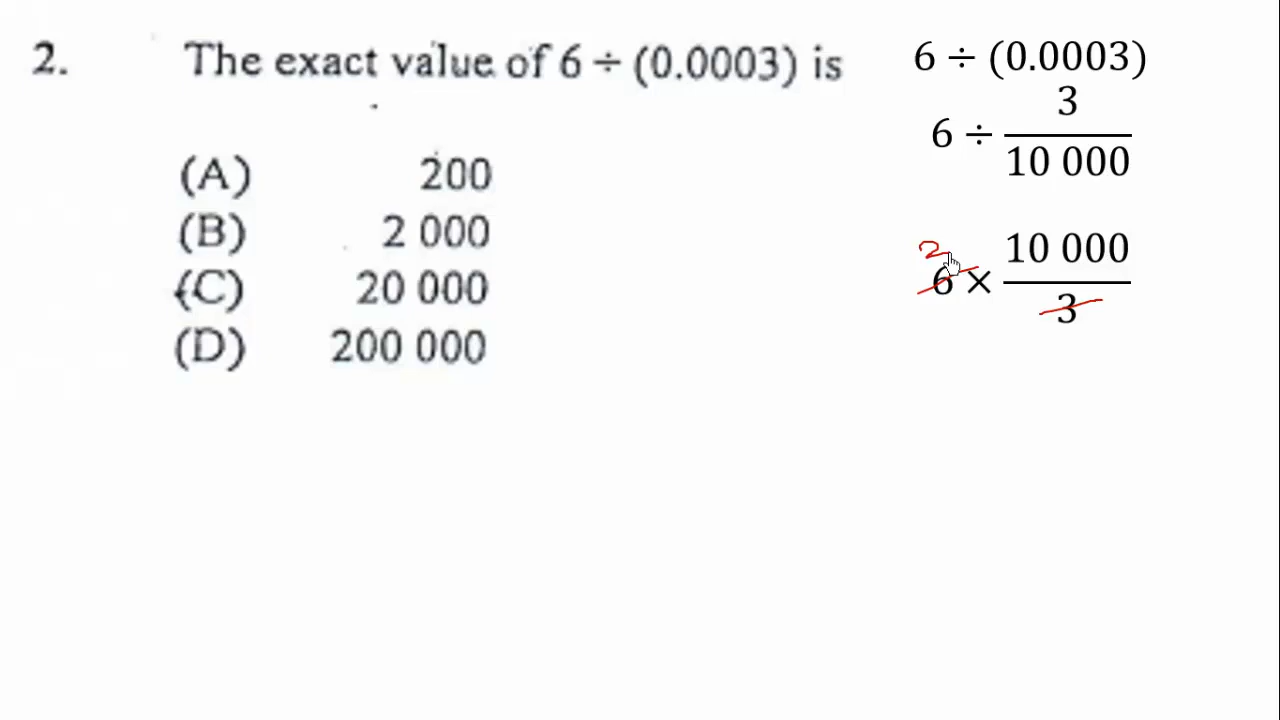 2. The exact value of 6 ÷ (0.0003) is
(A) 200
(B) 2 000
(C) 20 000
(D) 200 000
6 ÷ (0.0003)
6 ÷ 3/10 000
2
6 × 10 000/3